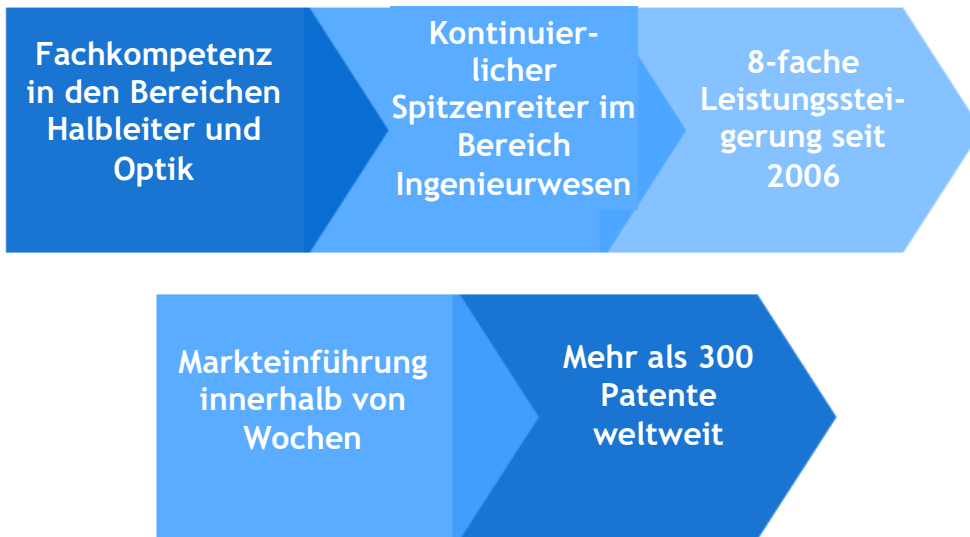 Fachkompetenz
in den Bereichen
Halbleiter und
Optik
Kontinuier-
licher
Spitzenreiter im
Bereich
Ingenieurwesen
8-fache
Leistungsstei-
gerung seit
2006
Markteinführung
innerhalb von
Wochen
Mehr als 300
Patente
weltweit